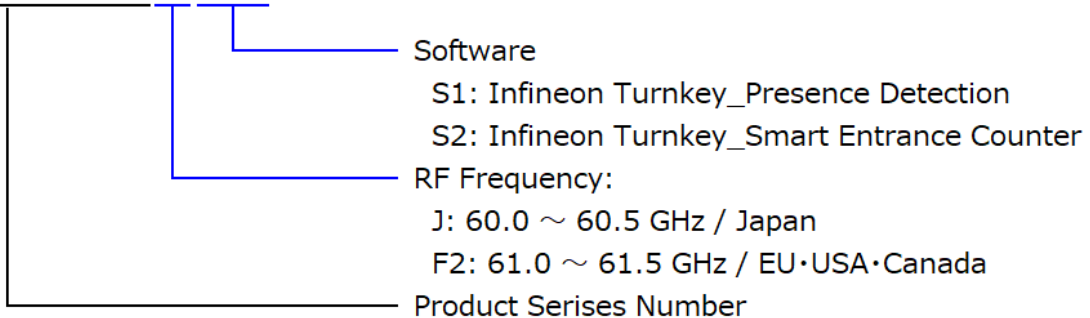 Software
S1: Infineon Turnkey_Presence Detection
S2: Infineon Turnkey_Smart Entrance Counter
RF Frequency:
J: 60.0 ～ 60.5 GHz / Japan
F2: 61.0 ～ 61.5 GHz / EU・USA・Canada
Product Serises Number